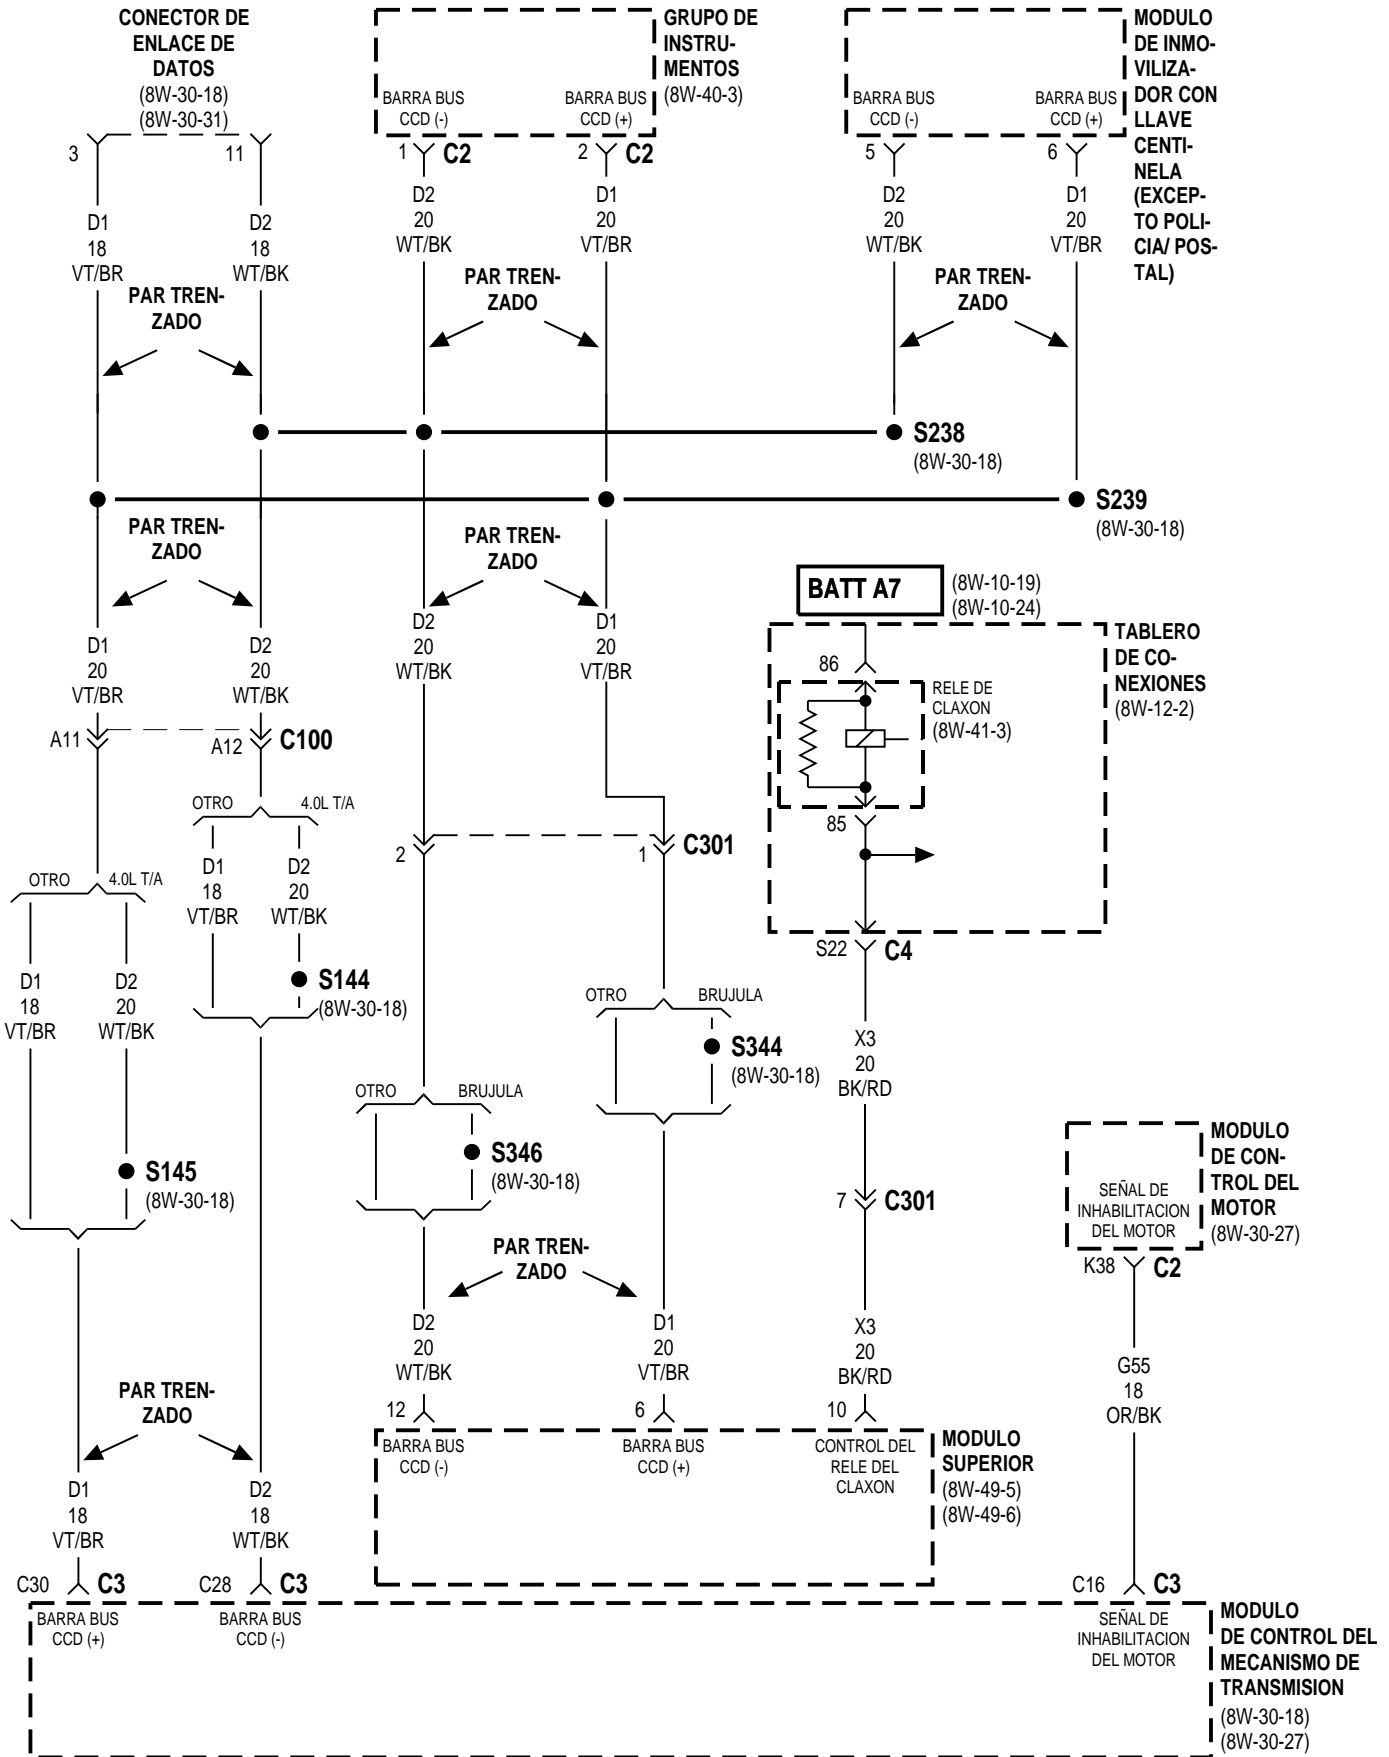 CONECTOR DE
ENLACE DE
DATOS
(8W-30-18)
(8W-30-31)
3
11
D1
18
VT/BR
D2
18
WT/BK
PAR TREN-
ZADO
GRUPO DE
INSTRU-
MENTOS
(8W-40-3)
BARRA BUS
CCD (-)
BARRA BUS
CCD (+)
1
C2
2
C2
D2
20
WT/BK
D1
20
VT/BR
PAR TREN-
ZADO
MODULO
DE INMO-
VILIZA-
DOR CON
LLAVE
CENTI-
NELA
(EXCEP-
TO POLI-
CIA/ POS-
TAL)
BARRA BUS
CCD (-)
BARRA BUS
CCD (+)
5
6
D2
20
WT/BK
D1
20
VT/BR
PAR TREN-
ZADO
S238
(8W-30-18)
S239
(8W-30-18)
PAR TREN-
ZADO
PAR TREN-
ZADO
D1
20
VT/BR
D2
20
WT/BK
D2
20
WT/BK
D1
20
VT/BR
A11
A12
C100
BATT A7
(8W-10-19)
(8W-10-24)
TABLERO
DE CO-
NEXIONES
(8W-12-2)
86
RELE DE
CLAXON
(8W-41-3)
85
S22
C4
OTRO
4.0L T/A
D1
18
VT/BR
D2
20
WT/BK
S144
(8W-30-18)
OTRO
4.0L T/A
D1
18
VT/BR
D2
20
WT/BK
S145
(8W-30-18)
2
1
C301
OTRO
BRUJULA
S344
(8W-30-18)
OTRO
BRUJULA
S346
(8W-30-18)
X3
20
BK/RD
7
C301
X3
20
BK/RD
PAR TREN-
ZADO
D2
20
WT/BK
D1
20
VT/BR
12
6
10
BARRA BUS
CCD (-)
BARRA BUS
CCD (+)
CONTROL DEL
RELE DEL
CLAXON
MODULO
SUPERIOR
(8W-49-5)
(8W-49-6)
SEÑAL DE
INHABILITACION
DEL MOTOR
MODULO
DE CON-
TROL DEL
MOTOR
(8W-30-27)
K38
C2
G55
18
OR/BK
C16
C3
PAR TREN-
ZADO
D1
18
VT/BR
D2
18
WT/BK
C30
C3
C28
C3
BARRA BUS
CCD (+)
BARRA BUS
CCD (-)
SEÑAL DE
INHABILITACION
DEL MOTOR
MODULO
DE CONTROL DEL
MECANISMO DE
TRANSMISION
(8W-30-18)
(8W-30-27)